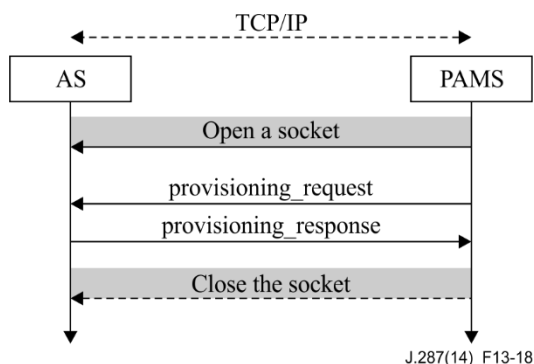 TCP/IP
AS
PAMS
Open a socket
provisioning_request
provisioning_response
Close the socket
J.287(14)_F13-18